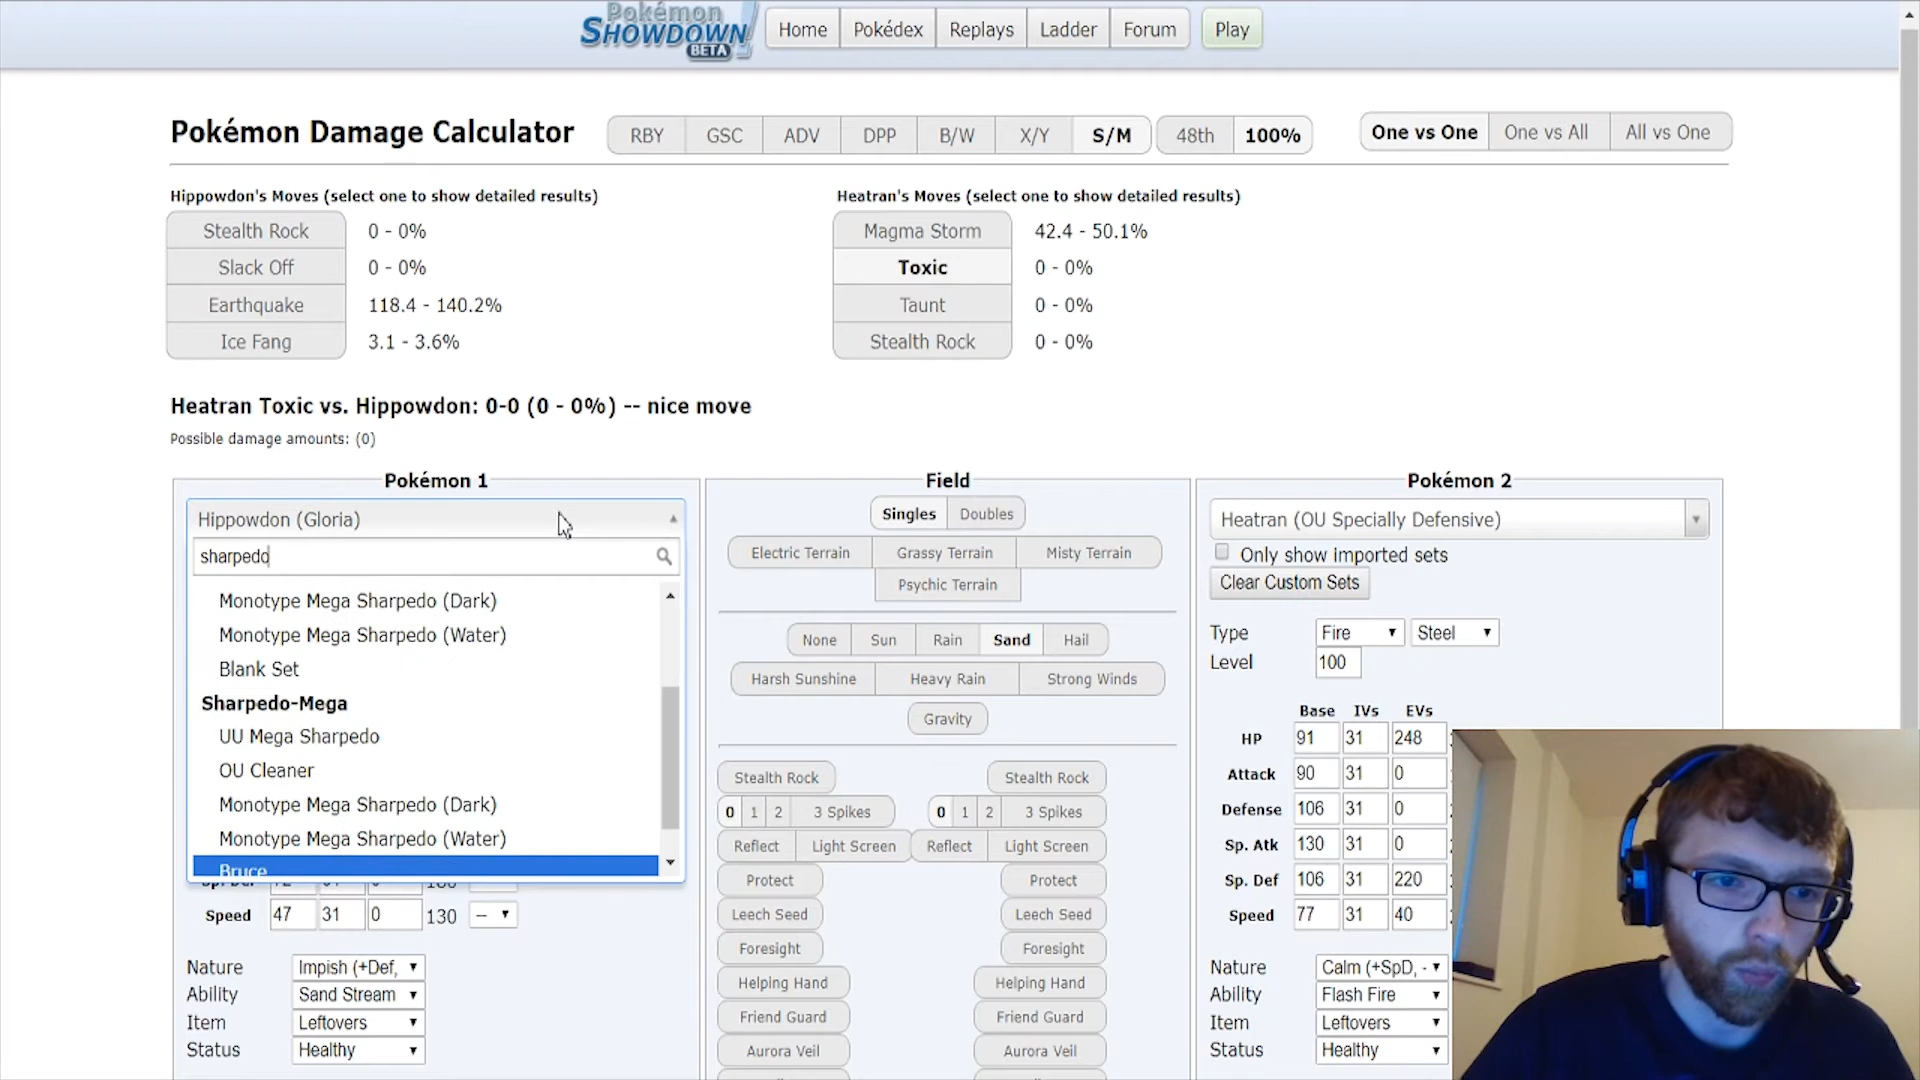 Pokémon
SHOWDOWN
BETA
Home Pokédex Replays Ladder Forum Play
Pokémon Damage Calculator
RBY GSC ADV DPP B/W X/Y S/M 48th 100%
One vs One One vs All All vs One
Hippowdon's Moves (select one to show detailed results)
Stealth Rock 0 - 0%
Slack Off 0 - 0%
Earthquake 118.4 - 140.2%
Ice Fang 3.1 - 3.6%
Heatran's Moves (select one to show detailed results)
Magma Storm 42.4 - 50.1%
Toxic 0 - 0%
Taunt 0 - 0%
Stealth Rock 0 - 0%
Heatran Toxic vs. Hippowdon: 0-0 (0 - 0%) -- nice move
Possible damage amounts: (0)
Pokémon 1
Hippowdon (Gloria)
sharpedo
Monotype Mega Sharpedo (Dark)
Monotype Mega Sharpedo (Water)
Blank Set
Sharpedo-Mega
UU Mega Sharpedo
OU Cleaner
Monotype Mega Sharpedo (Dark)
Monotype Mega Sharpedo (Water)
Bruce
Speed 47 31 0 130 --
Nature Impish (+Def,
Ability Sand Stream
Item Leftovers
Status Healthy
Field
Singles Doubles
Electric Terrain Grassy Terrain Misty Terrain
Psychic Terrain
None Sun Rain Sand Hail
Harsh Sunshine Heavy Rain Strong Winds
Gravity
Stealth Rock Stealth Rock
0 1 2 3 Spikes 0 1 2 3 Spikes
Reflect Light Screen Reflect Light Screen
Protect Protect
Leech Seed Leech Seed
Foresight Foresight
Helping Hand Helping Hand
Friend Guard Friend Guard
Aurora Veil Aurora Veil
Pokémon 2
Heatran (OU Specially Defensive)
Only show imported sets
Clear Custom Sets
Type Fire Steel
Level 100
Base IVs EVs
HP 91 31 248
Attack 90 31 0
Defense 106 31 0
Sp. Atk 130 31 0
Sp. Def 106 31 220
Speed 77 31 40
Nature Calm (+SpD, -
Ability Flash Fire
Item Leftovers
Status Healthy